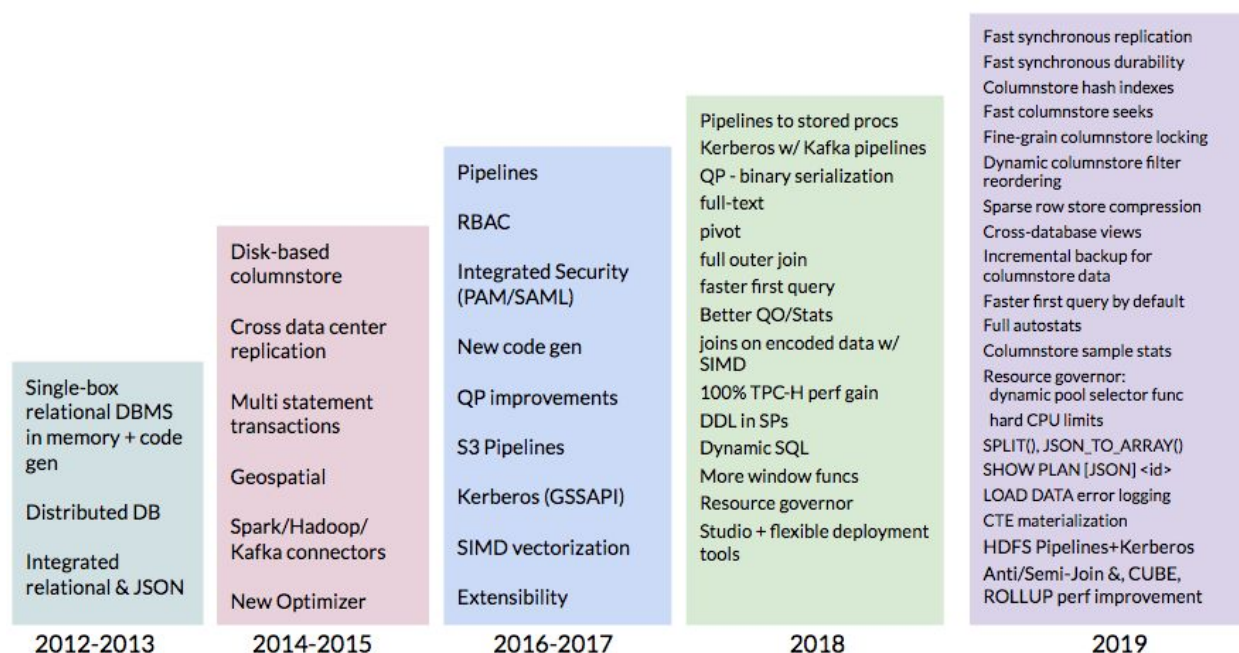 Single-box
relational DBMS
in memory + code
gen
Distributed DB
Integrated
relational & JSON
2012-2013
Disk-based
columnstore
Cross data center
replication
Multi statement
transactions
Geospatial
Spark/Hadoop/
Kafka connectors
New Optimizer
2014-2015
Pipelines
RBAC
Integrated Security
(PAM/SAML)
New code gen
QP improvements
S3 Pipelines
Kerberos (GSSAPI)
SIMD vectorization
Extensibility
2016-2017
Pipelines to stored procs
Kerberos w/ Kafka pipelines
QP - binary serialization
full-text
pivot
full outer join
faster first query
Better QO/Stats
joins on encoded data w/
SIMD
100% TPC-H perf gain
DDL in SPs
Dynamic SQL
More window funcs
Resource governor
Studio + flexible deployment
tools
2018
Fast synchronous replication
Fast synchronous durability
Columnstore hash indexes
Fast columnstore seeks
Fine-grain columnstore locking
Dynamic columnstore filter
reordering
Sparse row store compression
Cross-database views
Incremental backup for
columnstore data
Faster first query by default
Full autostats
Columnstore sample stats
Resource governor:
dynamic pool selector func
hard CPU limits
SPLIT(), JSON_TO_ARRAY()
SHOW PLAN [JSON] <id>
LOAD DATA error logging
CTE materialization
HDFS Pipelines+Kerberos
Anti/Semi-Join &, CUBE,
ROLLUP perf improvement
2019